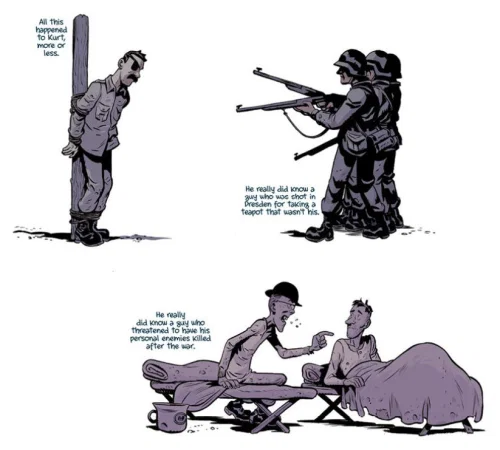 All this
happened
to Kurt,
more or
less.
He really did know a
guy who was shot in
Dresden for taking a
teapot that wasn't his.
He really
did know a guy who
threatened to have his
personal enemies killed
after the war.